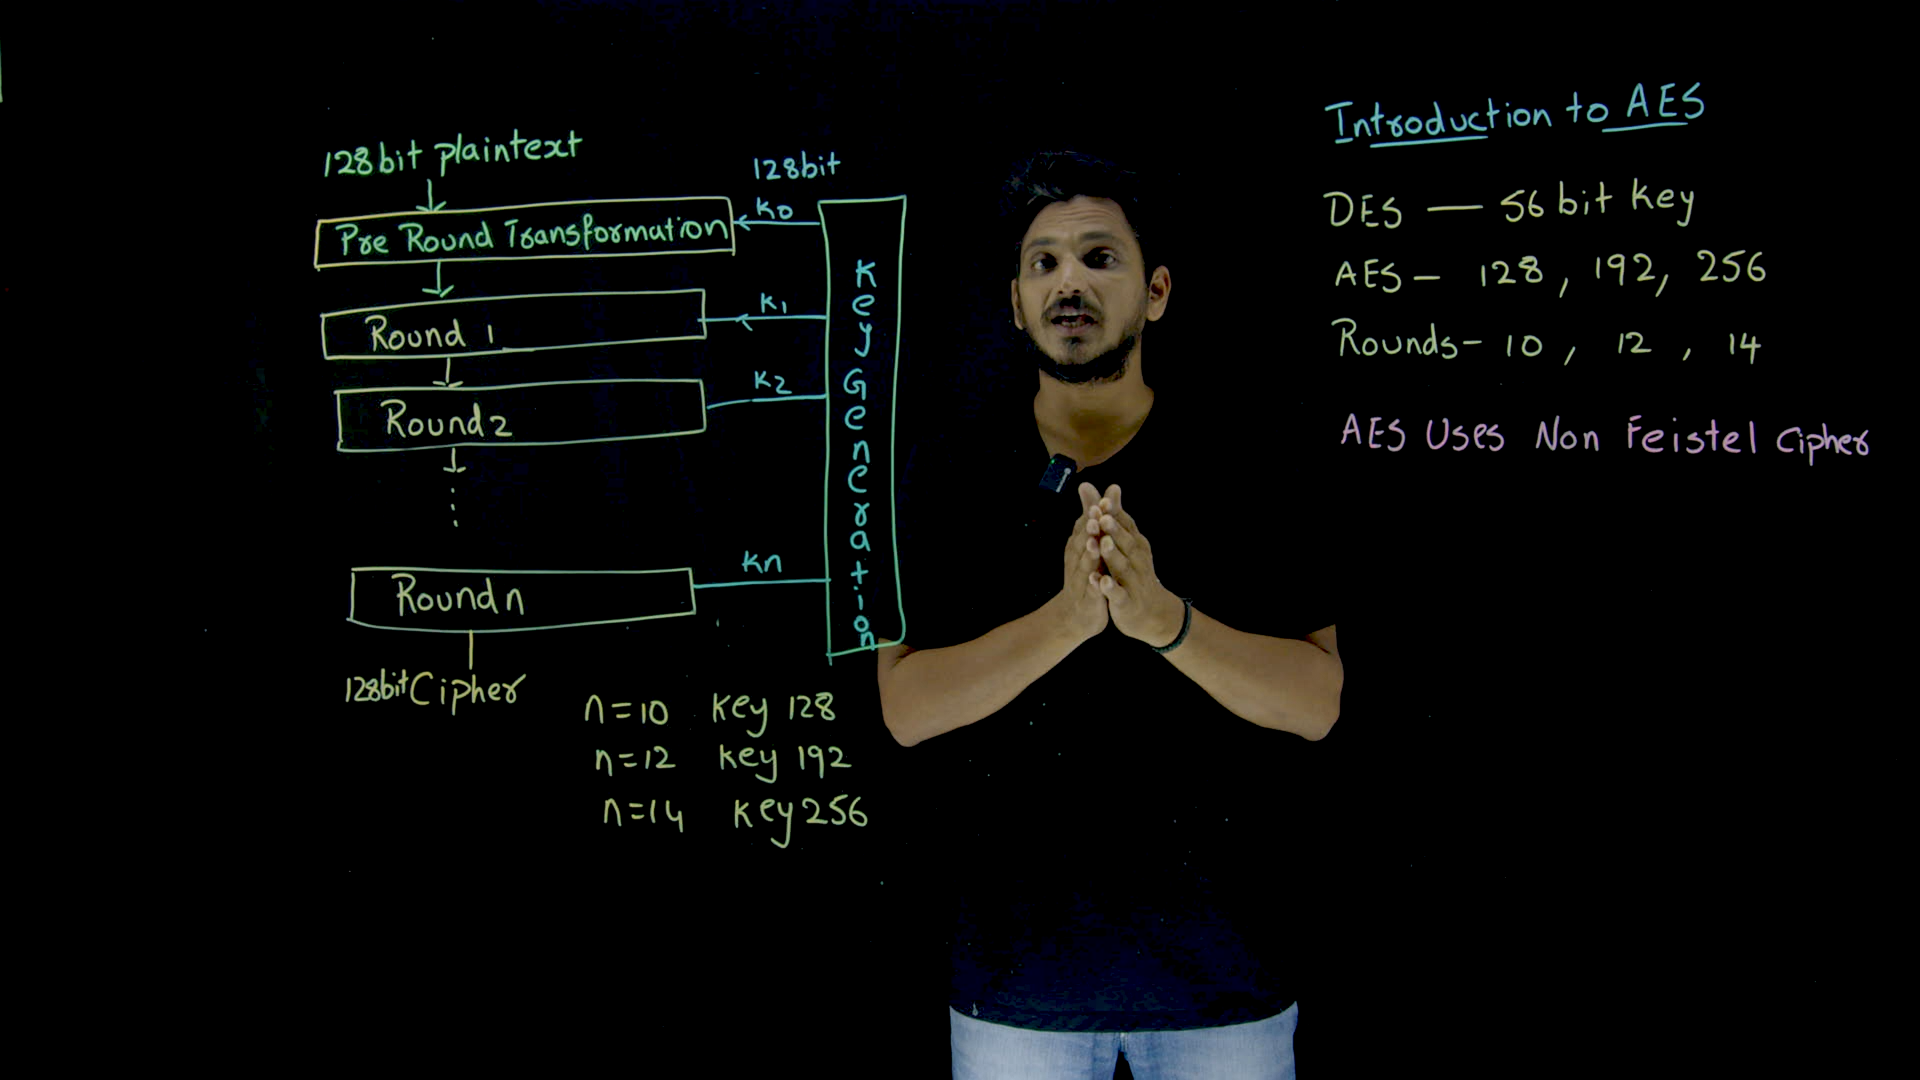 128bit plaintext
128bit
Pre Round Transformation
K0
Round 1
K1
Round 2
K2
Round n
Kn
Key Generation
128bit Cipher
n=10 Key 128
n=12 Key 192
n=14 Key 256
Introduction to AES
DES — 56 bit Key
AES - 128, 192, 256
Rounds - 10, 12, 14
AES Uses Non Feistel Cipher